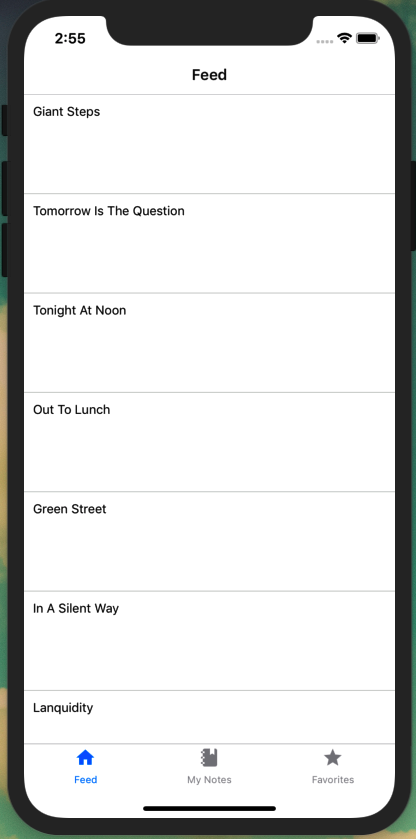 2:55
Feed
Giant Steps
Tomorrow Is The Question
Tonight At Noon
Out To Lunch
Green Street
In A Silent Way
Lanquidity
Feed
My Notes
Favorites